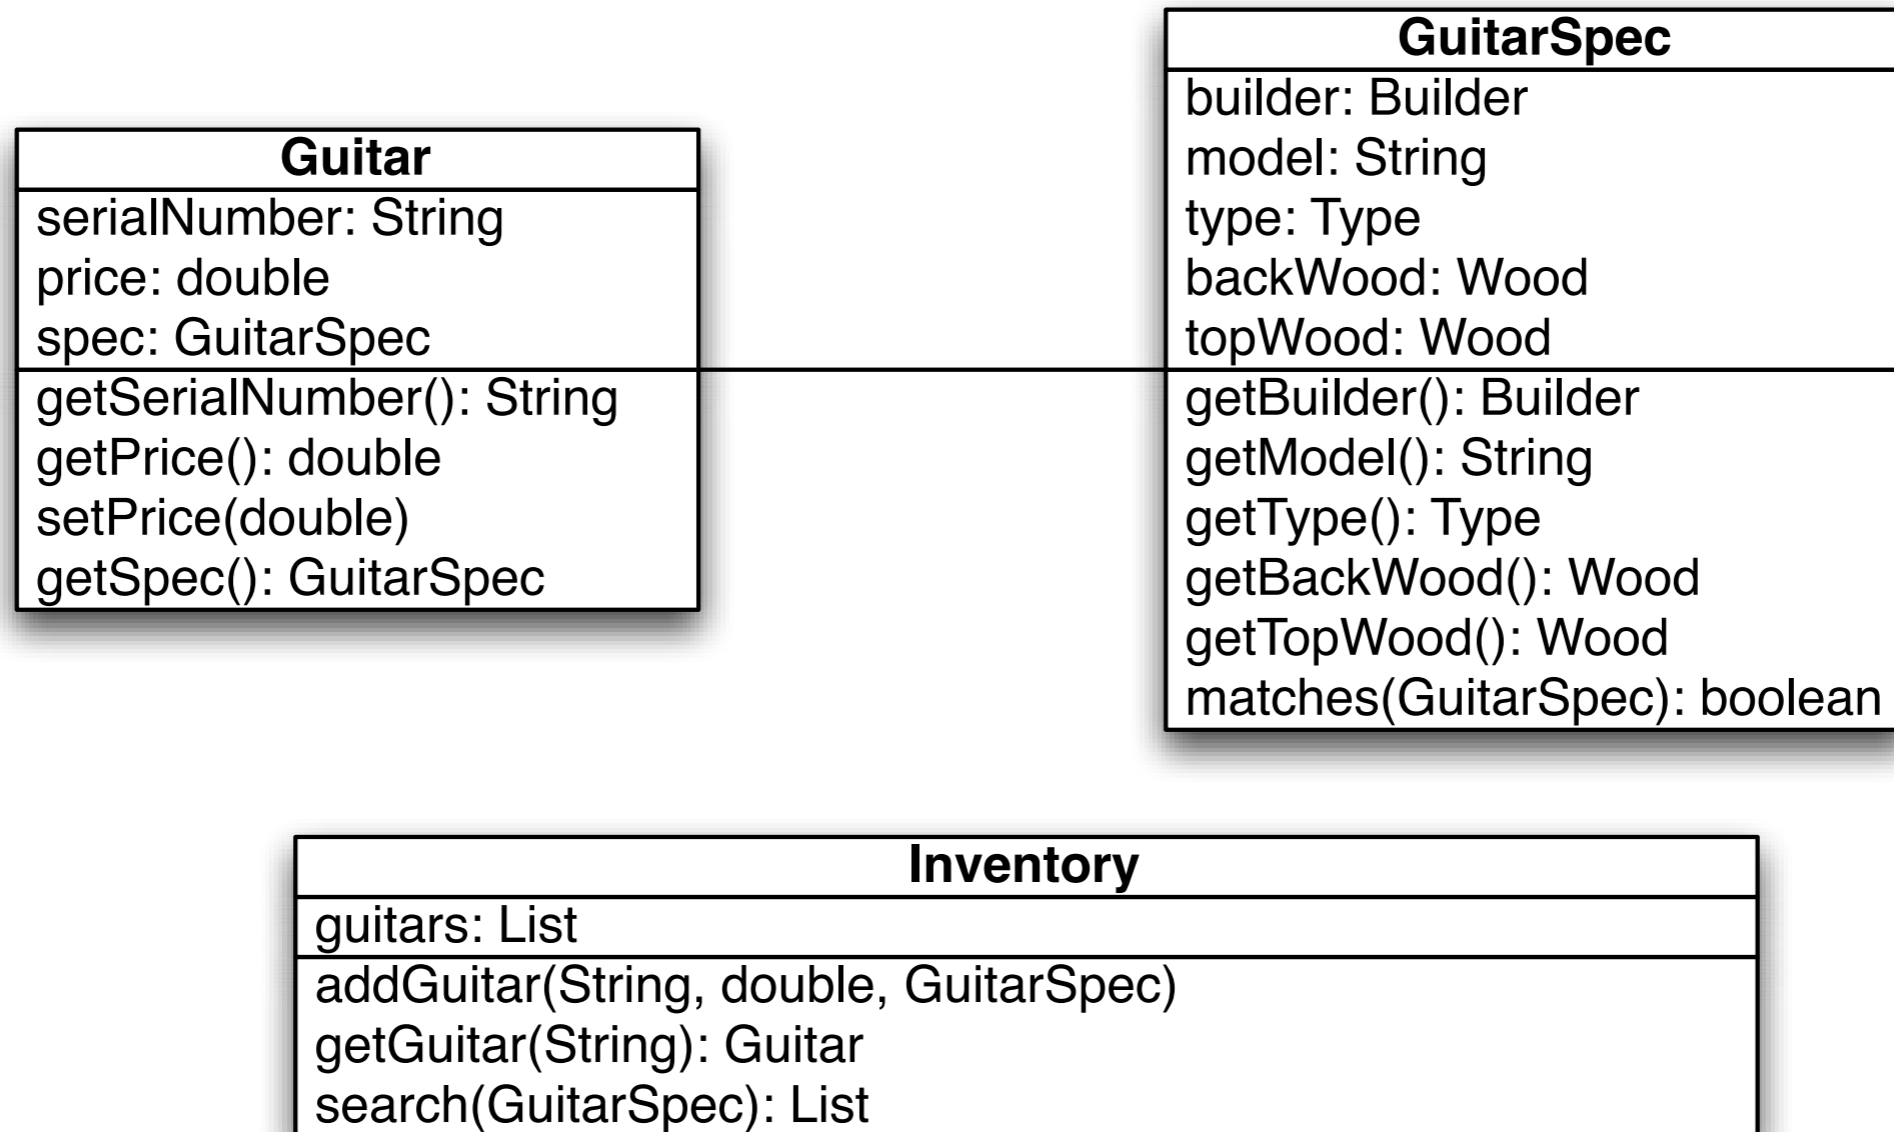 Guitar
serialNumber: String
price: double
spec: GuitarSpec
getSerialNumber(): String
getPrice(): double
setPrice(double)
getSpec(): GuitarSpec
GuitarSpec
builder: Builder
model: String
type: Type
backWood: Wood
topWood: Wood
getBuilder(): Builder
getModel(): String
getType(): Type
getBackWood(): Wood
getTopWood(): Wood
matches(GuitarSpec): boolean
Inventory
guitars: List
addGuitar(String, double, GuitarSpec)
getGuitar(String): Guitar
search(GuitarSpec): List